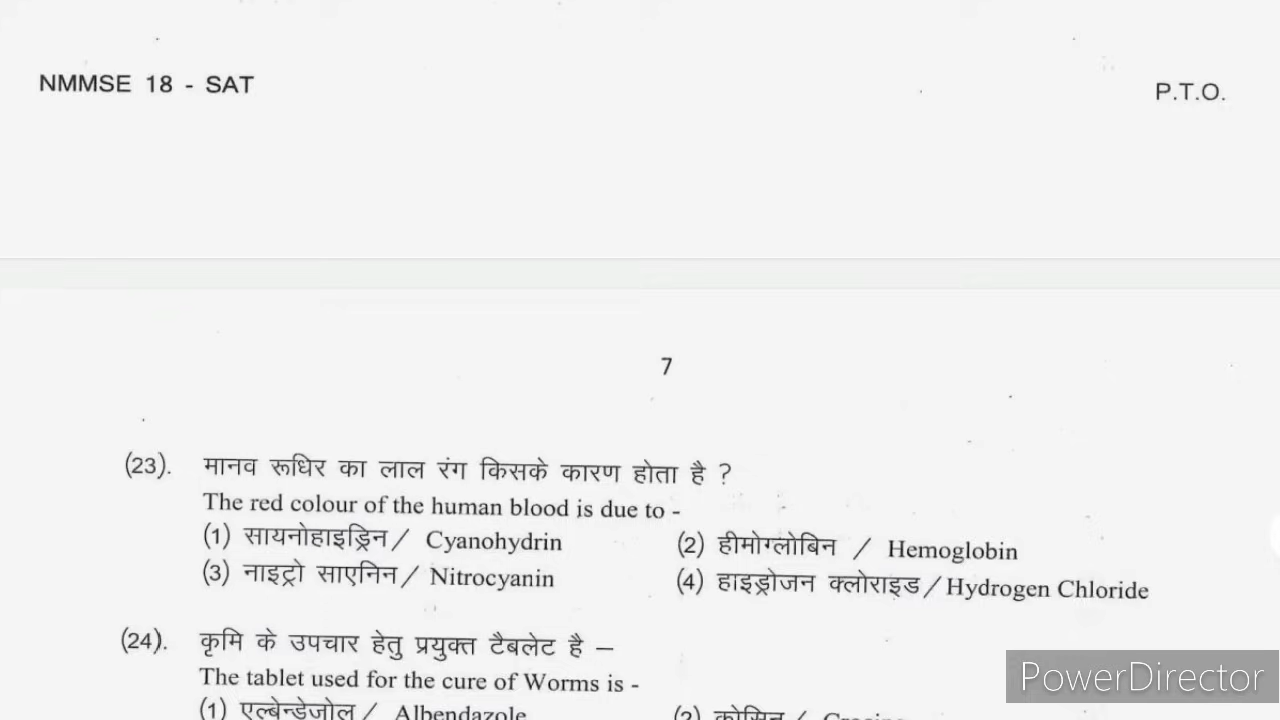 NMMSE 18 - SAT
P.T.O.
7
(23). मानव रूधिर का लाल रंग किसके कारण होता है ?
The red colour of the human blood is due to -
(1) सायनोहाइड्रिन / Cyanohydrin (2) हीमोग्लोबिन / Hemoglobin
(3) नाइट्रो साएनिन / Nitrocyanin (4) हाइड्रोजन क्लोराइड / Hydrogen Chloride
(24). कृमि के उपचार हेतु प्रयुक्त टैबलेट है –
The tablet used for the cure of Worms is -
(1) एल्बेन्डेजोल / Albendazole (2)
PowerDirector